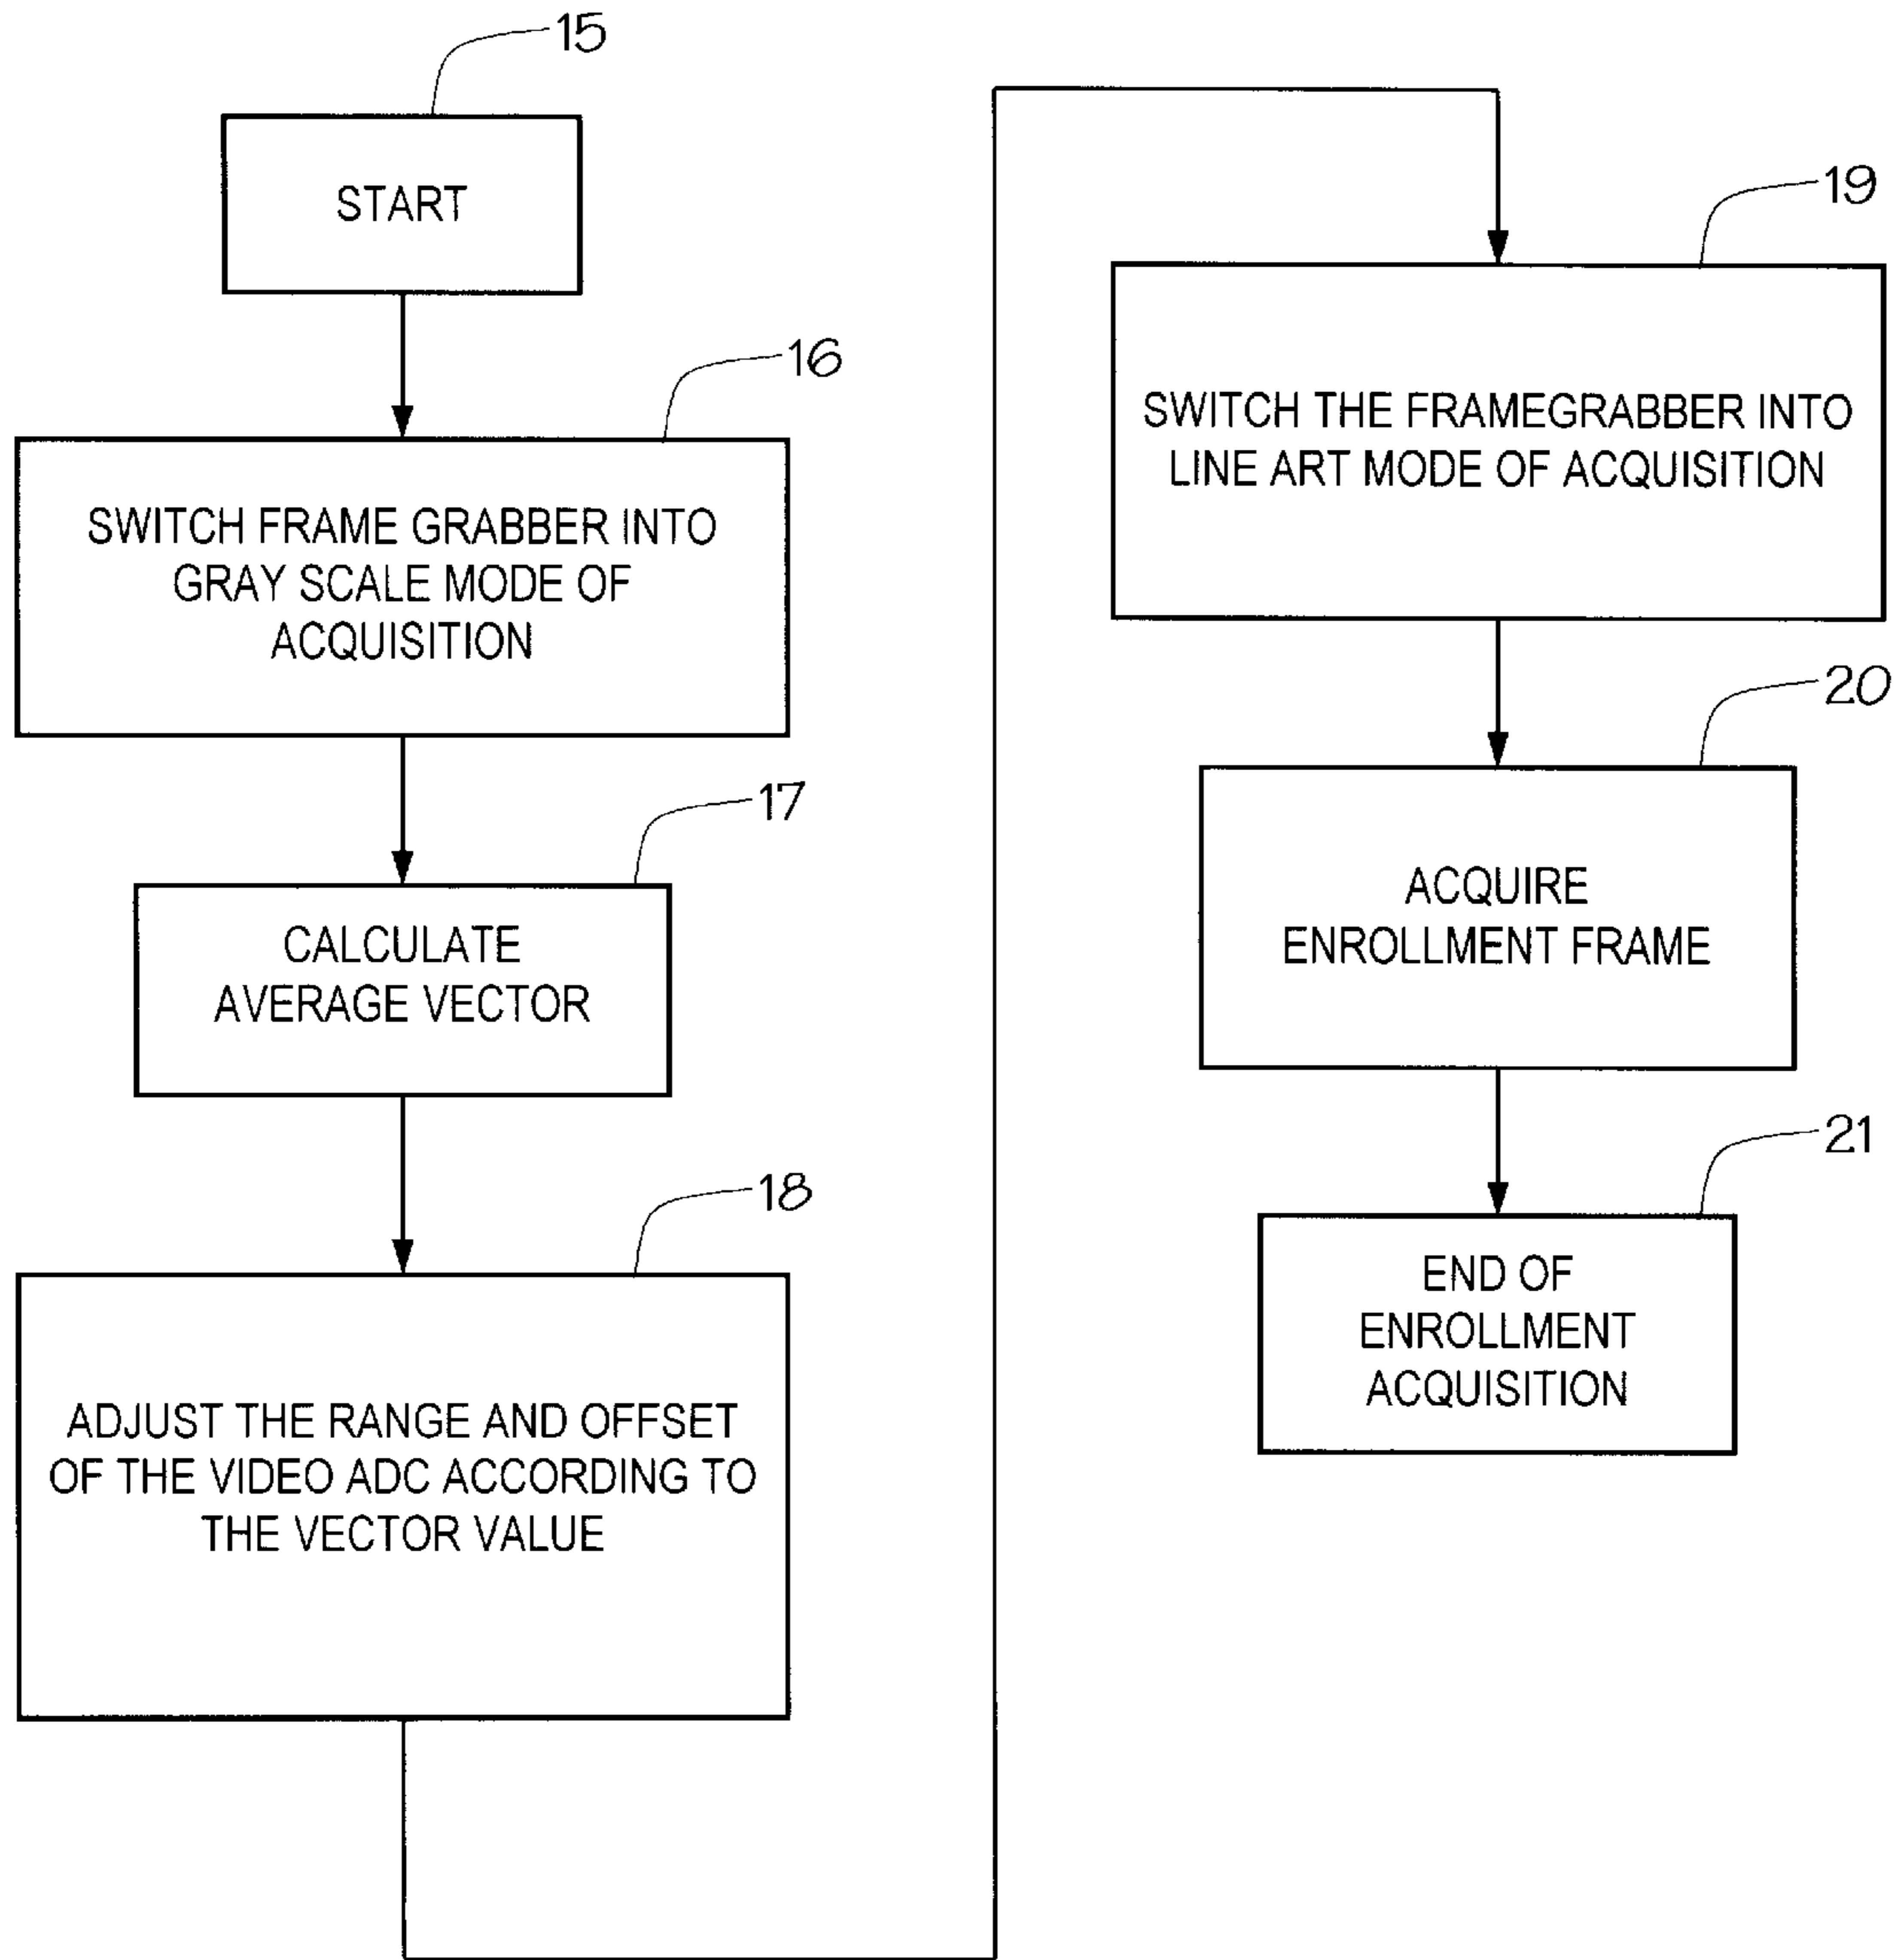 15
START
16
SWITCH FRAME GRABBER INTO
GRAY SCALE MODE OF
ACQUISITION
17
CALCULATE
AVERAGE VECTOR
18
ADJUST THE RANGE AND OFFSET
OF THE VIDEO ADC ACCORDING TO
THE VECTOR VALUE
19
SWITCH THE FRAMEGRABBER INTO
LINE ART MODE OF ACQUISITION
20
ACQUIRE
ENROLLMENT FRAME
21
END OF
ENROLLMENT
ACQUISITION